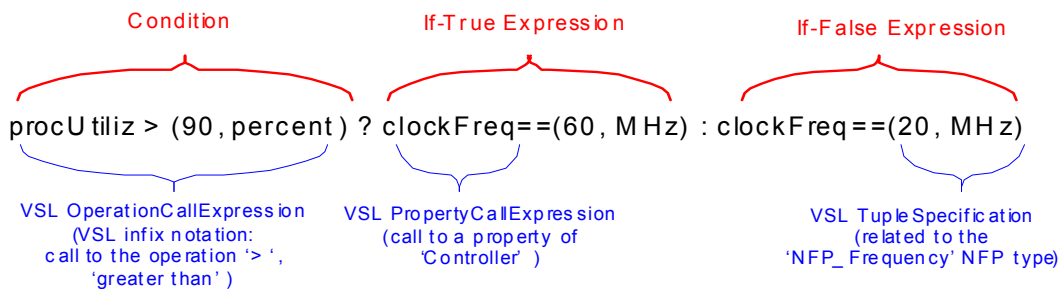 Condition
If-True Expression
If-False Expression
procUtiliz > (90, percent) ? clockFreq==(60, MHz) : clockFreq==(20, MHz)
VSL OperationCallExpression
(VSL infix notation:
call to the operation ‘> ‘,
‘greater than’ )
VSL PropertyCallExpression
(call to a property of
‘Controller’ )
VSL TupleSpecification
(related to the
‘NFP_Frequency’ NFP type)